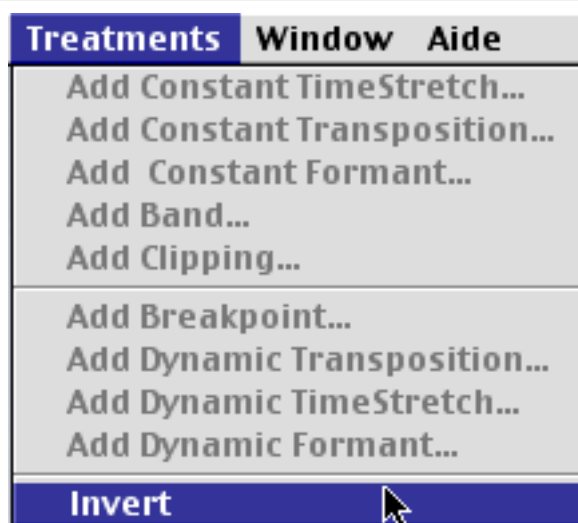 Treatments Window Aide
Add Constant TimeStretch...
Add Constant Transposition...
Add  Constant Formant...
Add Band...
Add Clipping...
Add Breakpoint...
Add Dynamic Transposition...
Add Dynamic TimeStretch...
Add Dynamic Formant...
Invert